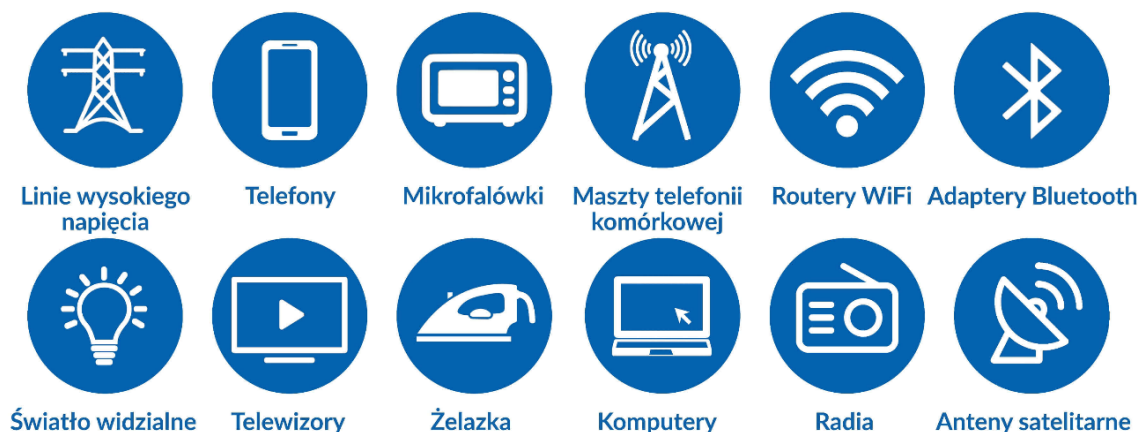 Linie wysokiego
napięcia
Telefony
Mikrofalówki
Maszty telefonii
komórkowej
Routery WiFi
Adaptery Bluetooth
Światło widzialne
Telewizory
Żelazka
Komputery
Radia
Anteny satelitarne